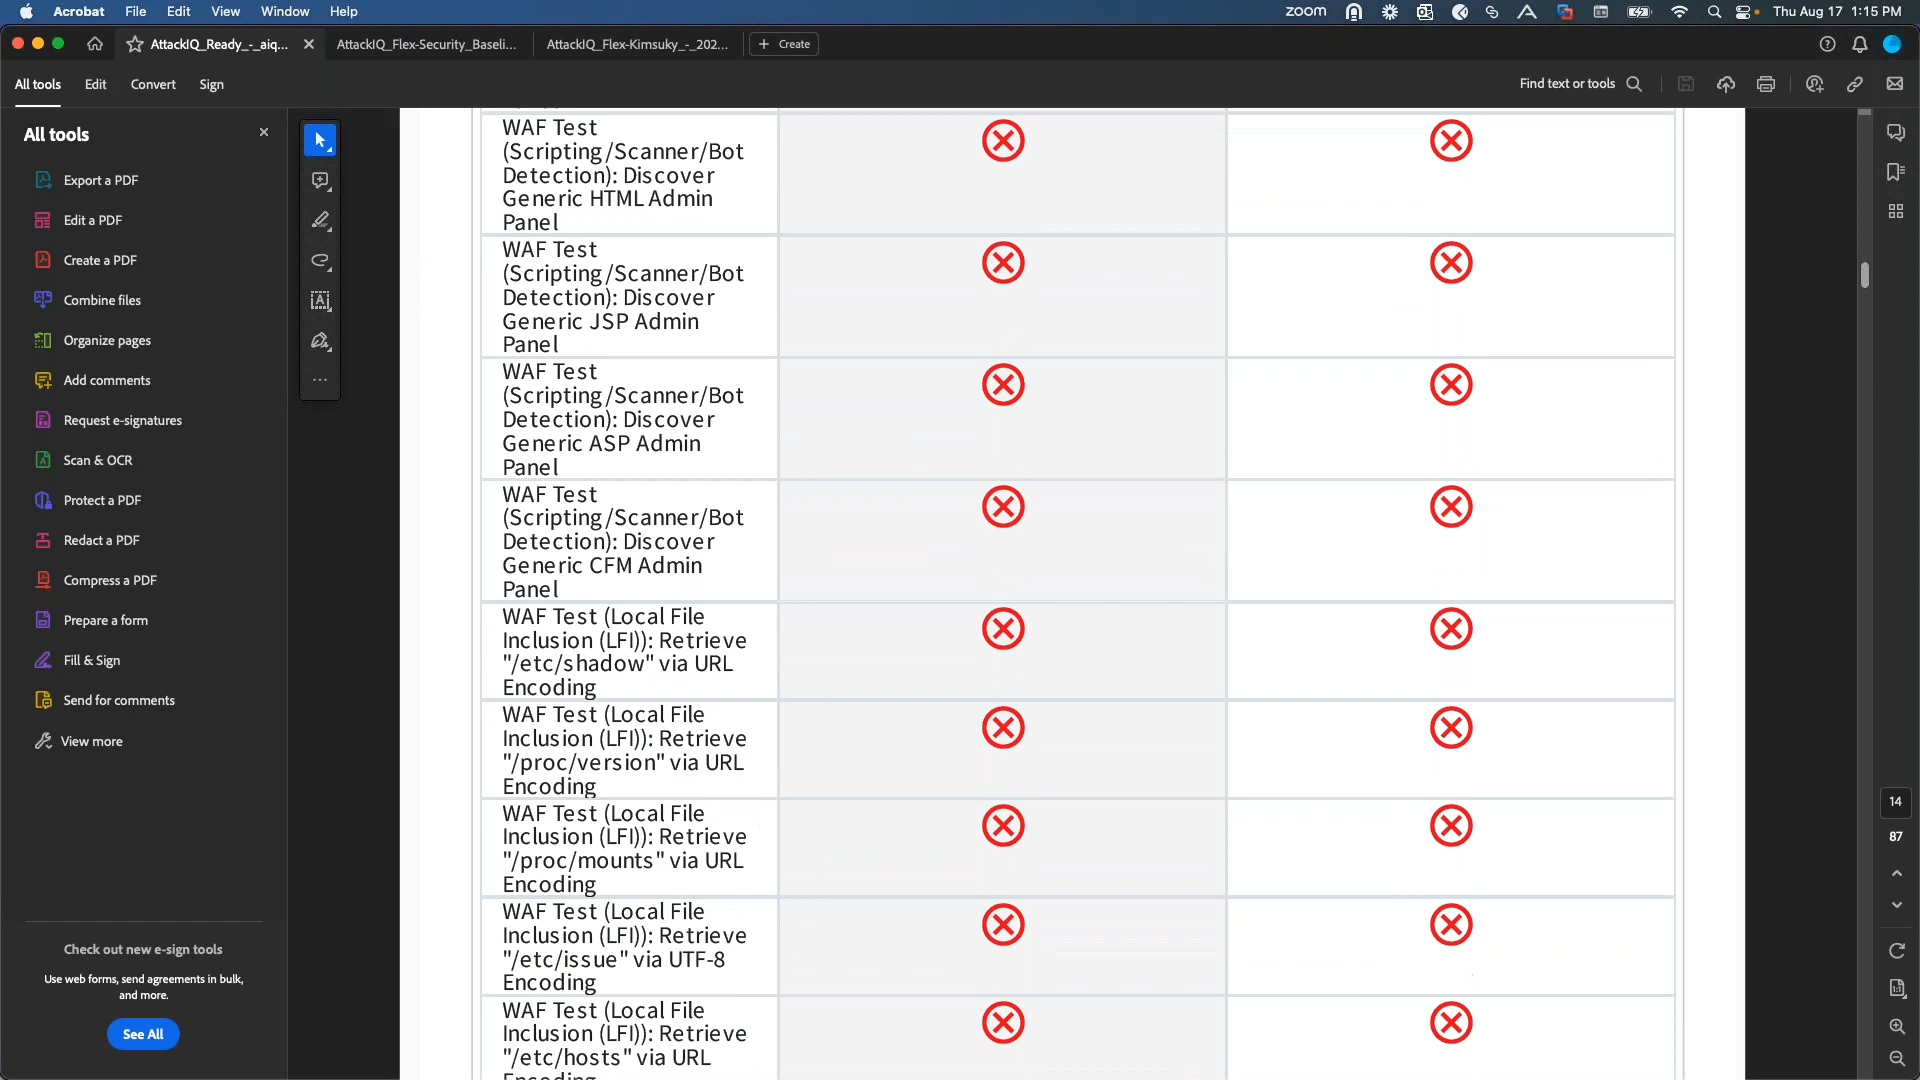 Acrobat File Edit View Window Help
zoom
Thu Aug 17 1:15 PM
AttackIQ_Ready_-_aiq...
AttackIQ_Flex-Security_Baseli...
AttackIQ_Flex-Kimsuky_-_202...
Create
All tools Edit Convert Sign
Find text or tools
All tools
Export a PDF
Edit a PDF
Create a PDF
Combine files
Organize pages
Add comments
Request e-signatures
Scan & OCR
Protect a PDF
Redact a PDF
Compress a PDF
Prepare a form
Fill & Sign
Send for comments
View more
Check out new e-sign tools
Use web forms, send agreements in bulk,
and more.
See All
WAF Test
(Scripting/Scanner/Bot
Detection): Discover
Generic HTML Admin
Panel
WAF Test
(Scripting/Scanner/Bot
Detection): Discover
Generic JSP Admin
Panel
WAF Test
(Scripting/Scanner/Bot
Detection): Discover
Generic ASP Admin
Panel
WAF Test
(Scripting/Scanner/Bot
Detection): Discover
Generic CFM Admin
Panel
WAF Test (Local File
Inclusion (LFI)): Retrieve
"/etc/shadow" via URL
Encoding
WAF Test (Local File
Inclusion (LFI)): Retrieve
"/proc/version" via URL
Encoding
WAF Test (Local File
Inclusion (LFI)): Retrieve
"/proc/mounts" via URL
Encoding
WAF Test (Local File
Inclusion (LFI)): Retrieve
"/etc/issue" via UTF-8
Encoding
WAF Test (Local File
Inclusion (LFI)): Retrieve
"/etc/hosts" via URL
Encoding
14
87